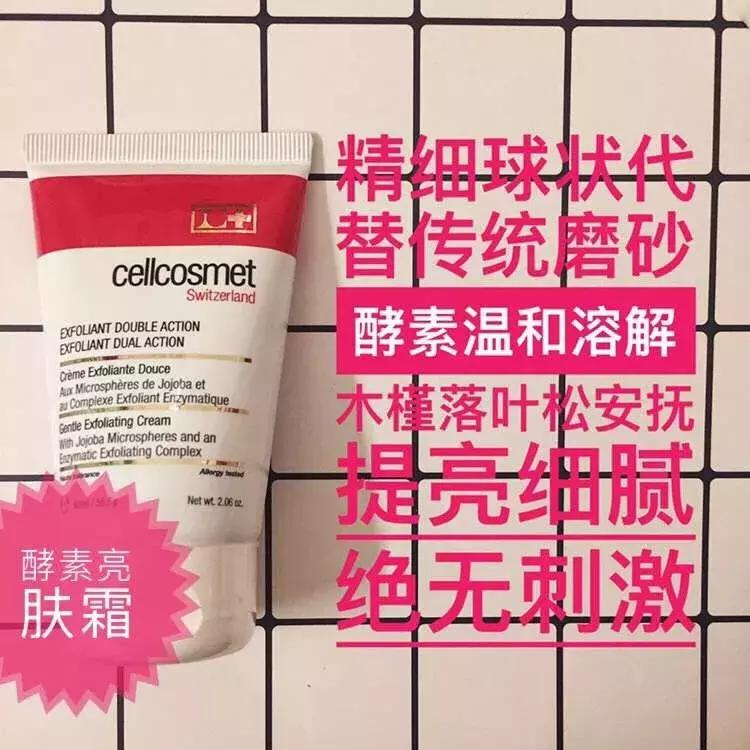 cellcosmet
Switzerland
EXFOLIANT DOUBLE ACTION
EXFOLIANT DUAL ACTION
Crème Exfoliante Douce
Aux Microsphères de Jojoba et
au Complexe Exfoliant Enzymatique
Gentle Exfoliating Cream
With Jojoba Microspheres and an
Enzymatic Exfoliating Complex
tolerance
Allergy tested
Net wt. 2.06 oz.
酵素亮
肤霜
精细球状代
替传统磨砂
酵素温和溶解
木槿落叶松安抚
提亮细腻
绝无刺激